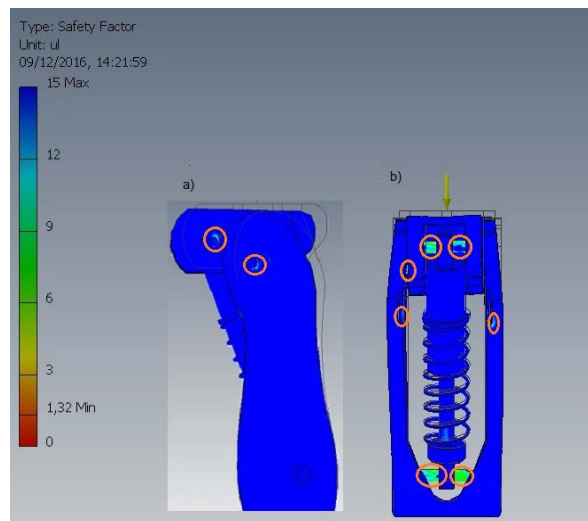 Type: Safety Factor
Unit: ul
09/12/2016, 14:21:59
15 Max
12
9
6
3
1,32 Min
0
a)
b)